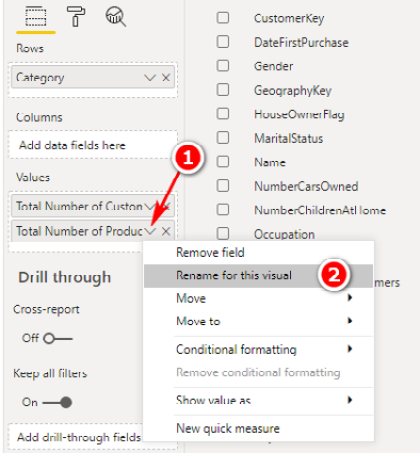 Rows
Category
Columns
Add data fields here
Values
Total Number of Custon
Total Number of Produc
Drill through
Cross-report
Off
Keep all filters
On
Add drill-through fields
CustomerKey
DateFirstPurchase
Gender
GeographyKey
HouseOwnerFlag
MaritalStatus
Name
NumberCarsOwned
NumberChildrenAtHome
Occupation
mers
1
Remove field
Rename for this visual
2
Move
Move to
Conditional formatting
Remove conditional formatting
Show value as
New quick measure